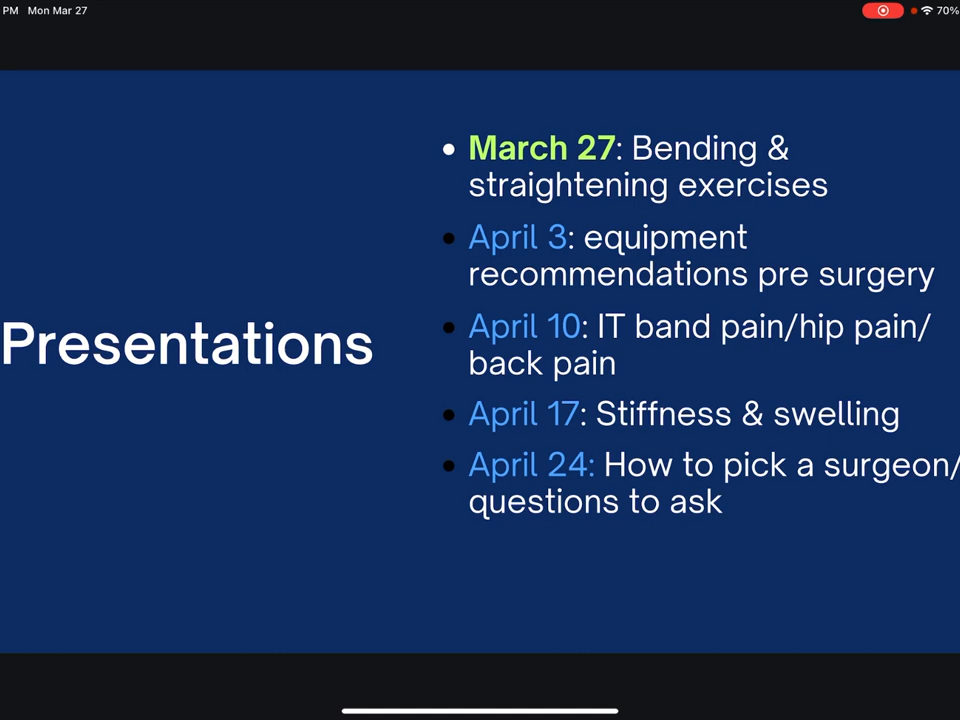 PM Mon Mar 27
70%
Presentations
March 27: Bending &
straightening exercises
April 3: equipment
recommendations pre surgery
April 10: IT band pain/hip pain/
back pain
April 17: Stiffness & swelling
April 24: How to pick a surgeon/
questions to ask